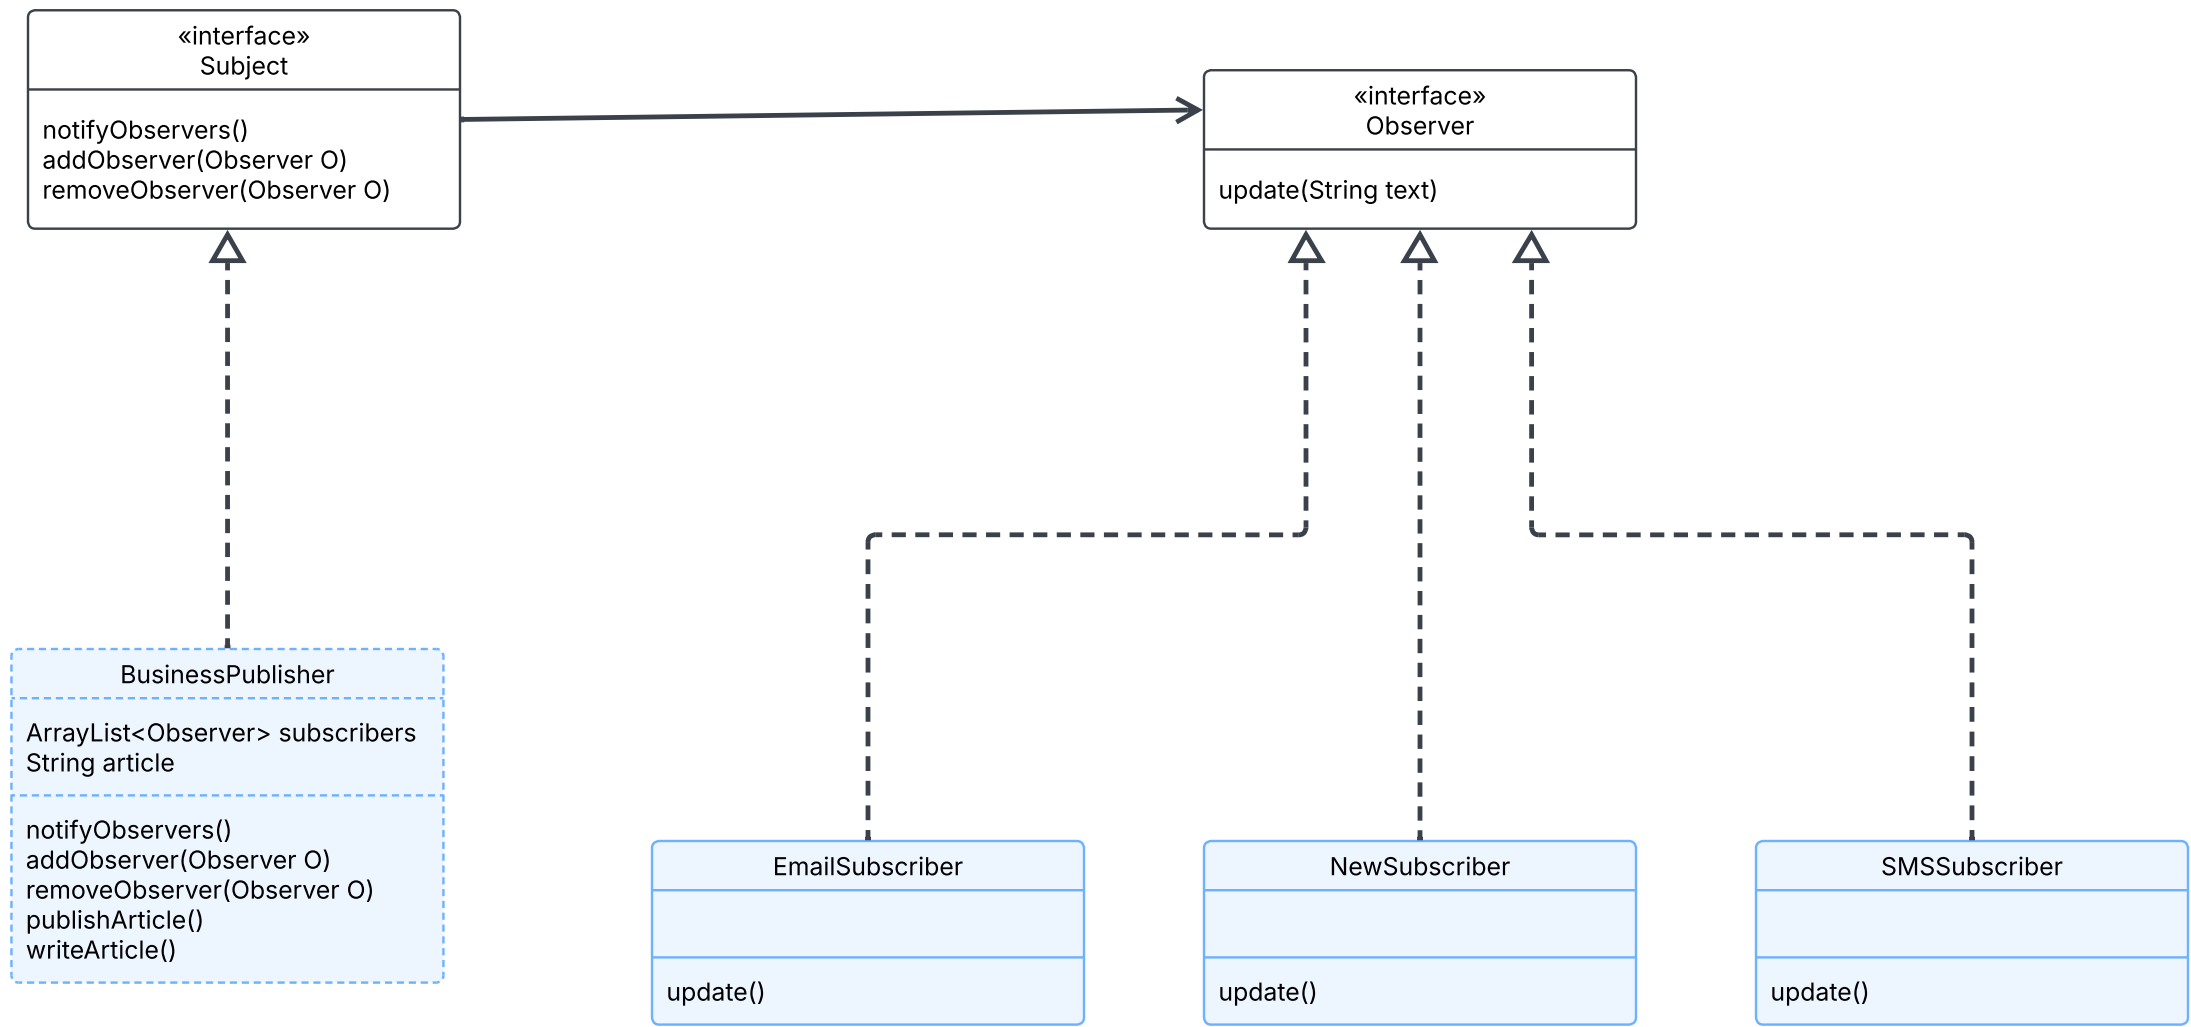 «interface»
Subject
notifyObservers()
addObserver(Observer O)
removeObserver(Observer O)
«interface»
Observer
update(String text)
BusinessPublisher
ArrayList<Observer> subscribers
String article
notifyObservers()
addObserver(Observer O)
removeObserver(Observer O)
publishArticle()
writeArticle()
EmailSubscriber
update()
NewSubscriber
update()
SMSSubscriber
update()